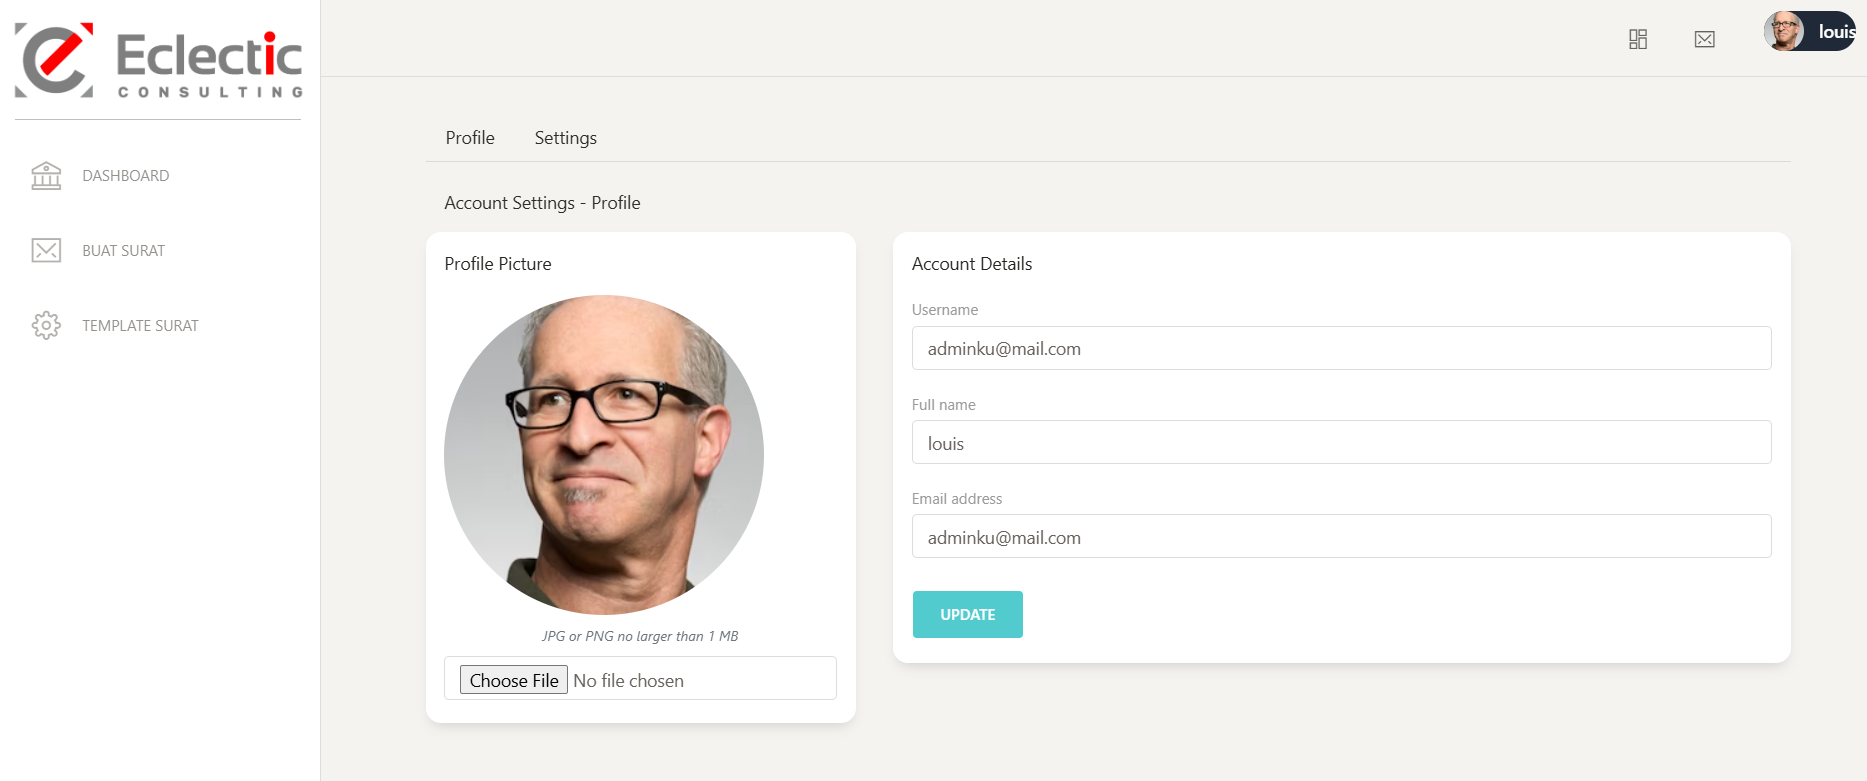 Eclectic
CONSULTING
louis
DASHBOARD
BUAT SURAT
TEMPLATE SURAT
Profile
Settings
Account Settings - Profile
Profile Picture
JPG or PNG no larger than 1 MB
Choose File No file chosen
Account Details
Username
adminku@mail.com
Full name
louis
Email address
adminku@mail.com
UPDATE